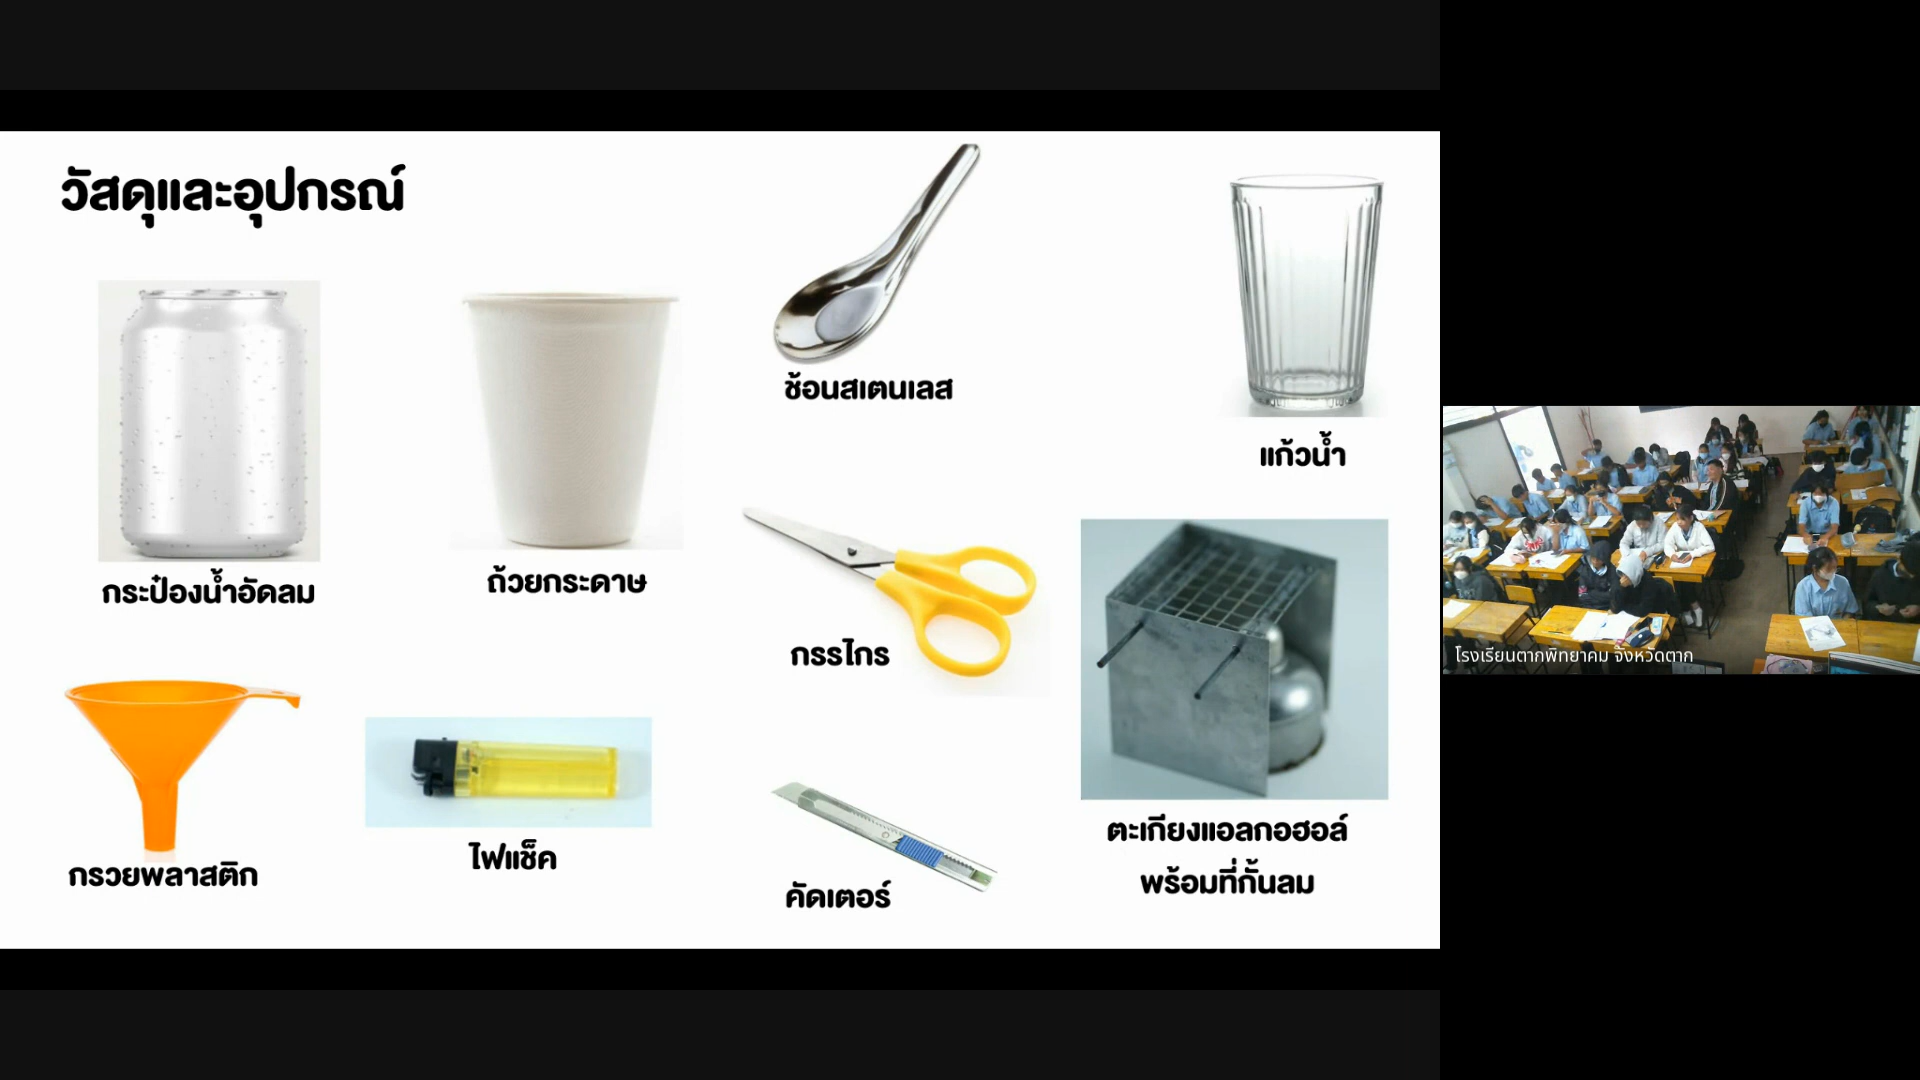 วัสดุและอุปกรณ์
ช้อนสเตนเลส
แก้วน้ำ
กระป๋องน้ำอัดลม
ถ้วยกระดาษ
กรรไกร
กรวยพลาสติก
ไฟแช็ค
คัดเตอร์
ตะเกียงแอลกอฮอล์
พร้อมที่กั้นลม
โรงเรียนตากพิทยาคม จังหวัดตาก